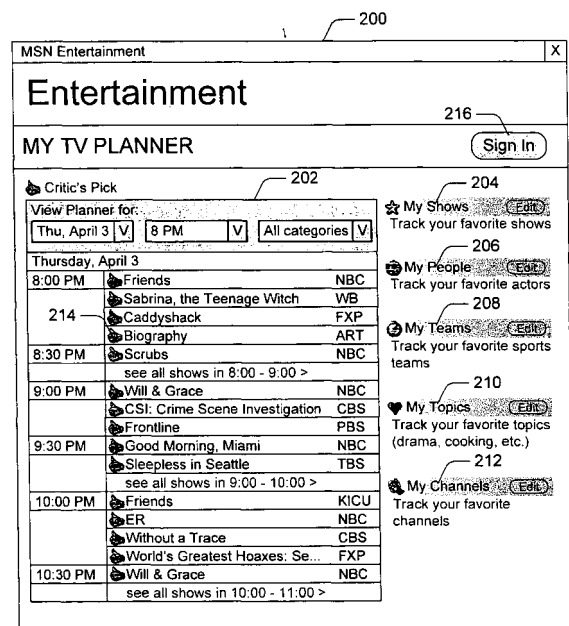 200
MSN Entertainment X
Entertainment
216
MY TV PLANNER Sign In
Critic's Pick 202
View Planner for:
Thu, April 3 V 8 PM V All categories V
Thursday, April 3
8:00 PM Friends NBC
Sabrina, the Teenage Witch WB
214 Caddyshack FXP
Biography ART
8:30 PM Scrubs NBC
see all shows in 8:00 - 9:00 >
9:00 PM Will & Grace NBC
CSI: Crime Scene Investigation CBS
Frontline PBS
9:30 PM Good Morning, Miami NBC
Sleepless in Seattle TBS
see all shows in 9:00 - 10:00 >
10:00 PM Friends KICU
ER NBC
Without a Trace CBS
World's Greatest Hoaxes: Se... FXP
10:30 PM Will & Grace NBC
see all shows in 10:00 - 11:00 >
204
My Shows Edit
Track your favorite shows
206
My People Edit
Track your favorite actors
208
My Teams Edit
Track your favorite sports
teams
210
My Topics Edit
Track your favorite topics
(drama, cooking, etc.)
212
My Channels Edit
Track your favorite
channels